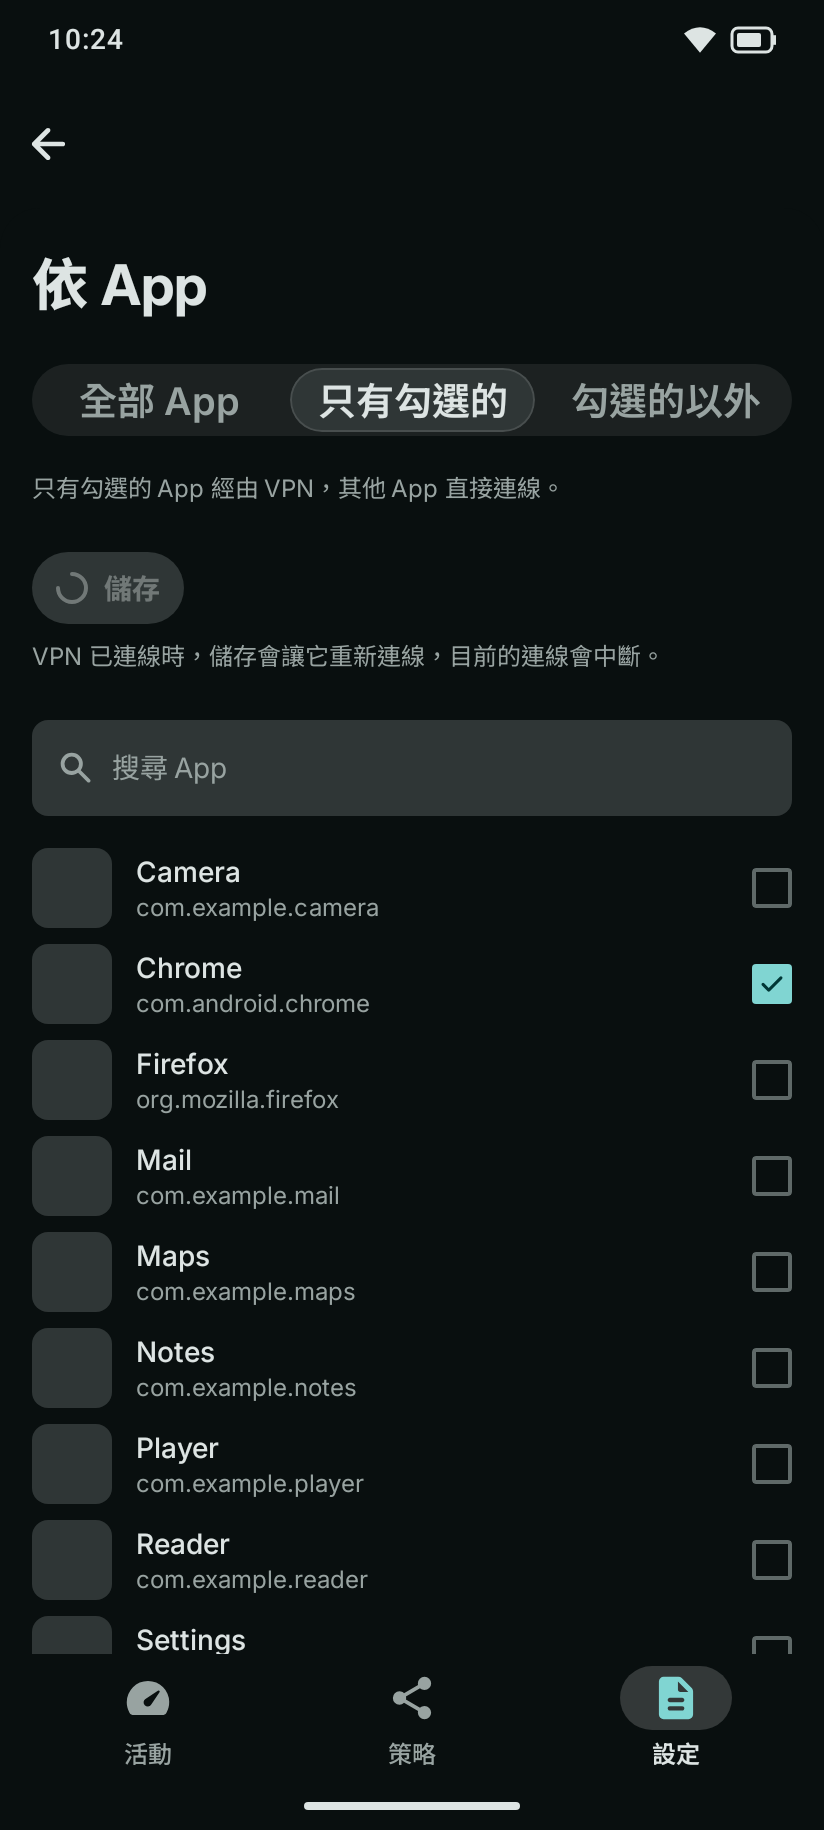 10:24
依 App
全部 App
只有勾選的
勾選的以外
只有勾選的 App 經由 VPN，其他 App 直接連線。
儲存
VPN 已連線時，儲存會讓它重新連線，目前的連線會中斷。
搜尋 App
Camera
com.example.camera
Chrome
com.android.chrome
Firefox
org.mozilla.firefox
Mail
com.example.mail
Maps
com.example.maps
Notes
com.example.notes
Player
com.example.player
Reader
com.example.reader
Settings
活動
策略
設定